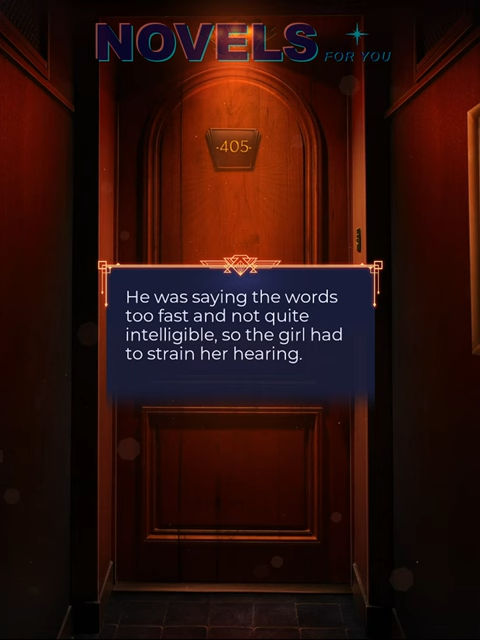 NOVELS
FOR YOU
·405·
He was saying the words
too fast and not quite
intelligible, so the girl had
to strain her hearing.